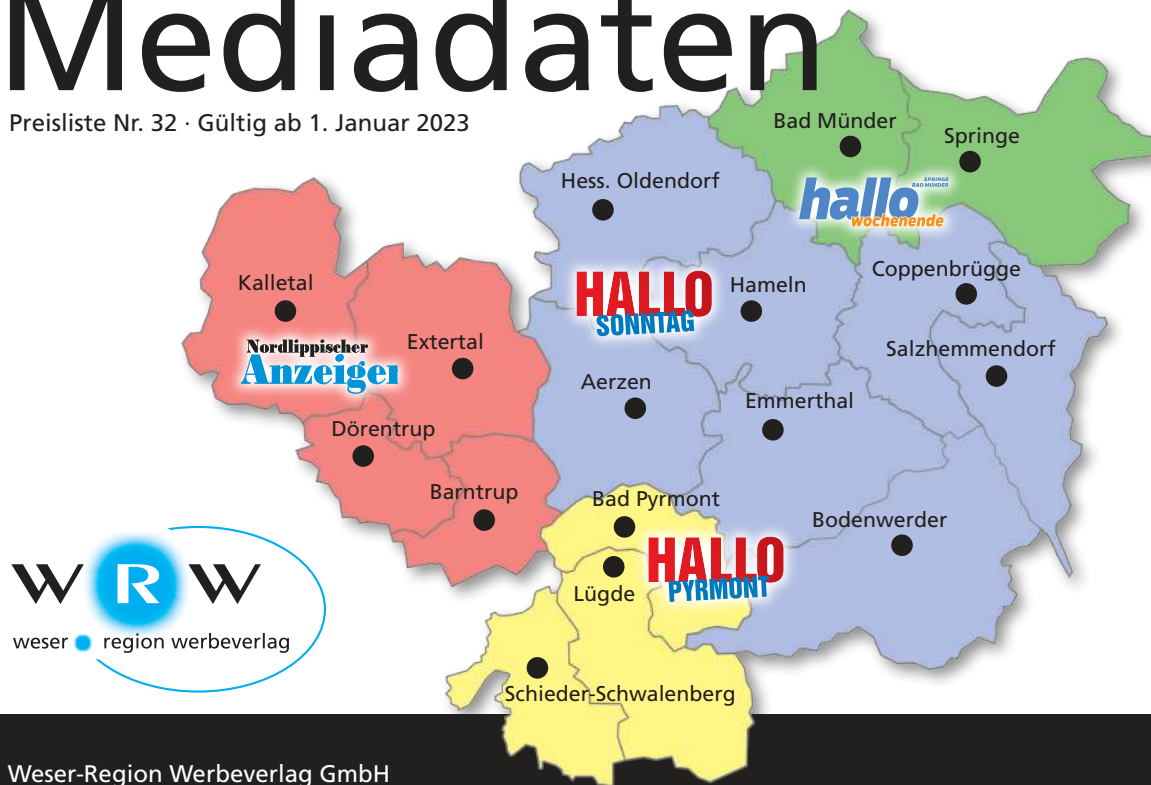 Mediadaten
Preisliste Nr. 32 · Gültig ab 1. Januar 2023
Bad Münder
Springe
hallo
SPRINGE
BAD MÜNDER
wochenende
Hess. Oldendorf
Kalletal
Nordlippischer
Anzeiger
Extertal
HALLO
SONNTAG
Hameln
Coppenbrügge
Salzhemmendorf
Aerzen
Emmerthal
Dörentrup
Barntrup
Bad Pyrmont
HALLO
PYRMONT
Lügde
Bodenwerder
Schieder-Schwalenberg
W R W
weser region werbeverlag
Weser-Region Werbeverlag GmbH